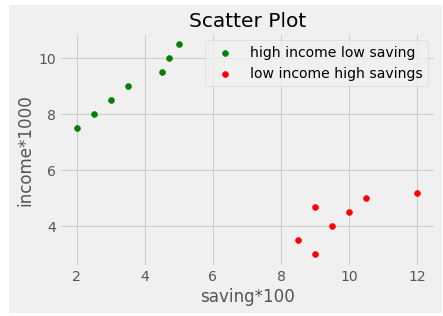 Scatter Plot
high income low saving
low income high savings
income*1000
10
8
6
4
2 4 6 8 10 12
saving*100